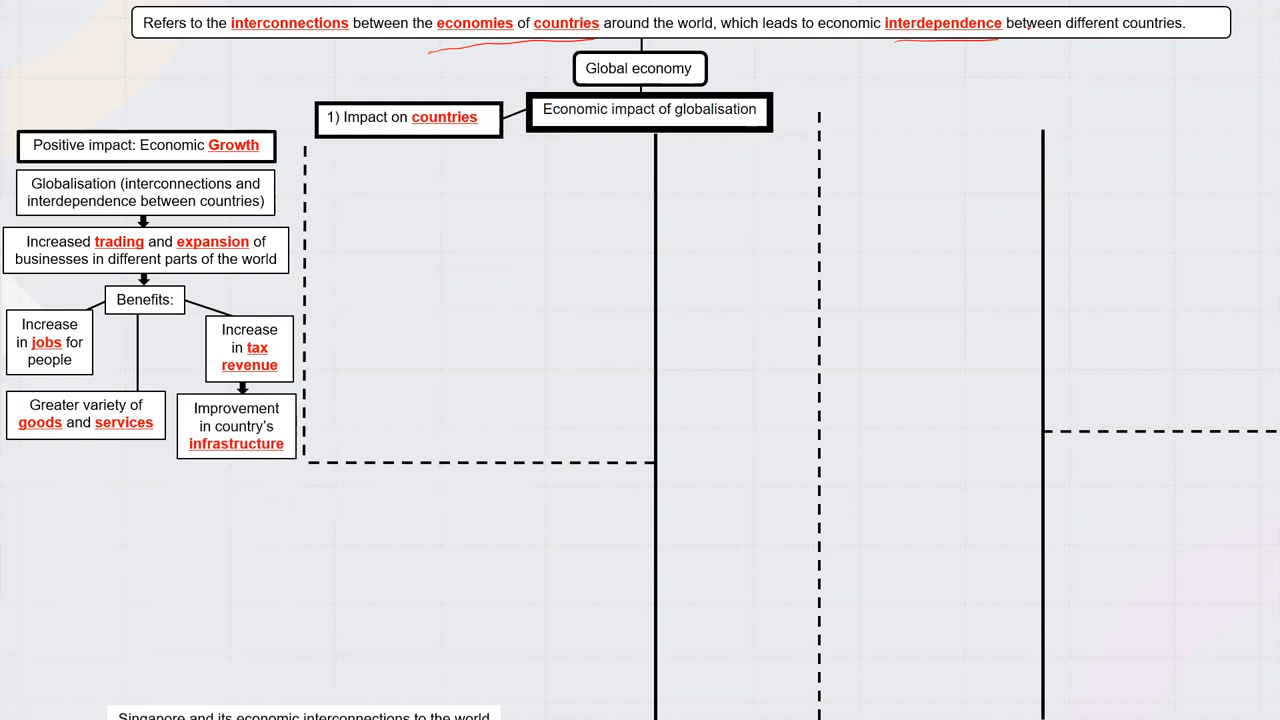 Refers to the interconnections between the economies of countries around the world, which leads to economic interdependence between different countries.
Global economy
Economic impact of globalisation
1) Impact on countries
Positive impact: Economic Growth
Globalisation (interconnections and
interdependence between countries)
Increased trading and expansion of
businesses in different parts of the world
Benefits:
Increase
in jobs for
people
Increase
in tax
revenue
Greater variety of
goods and services
Improvement
in country's
infrastructure
Singapore and its economic interconnections to the world